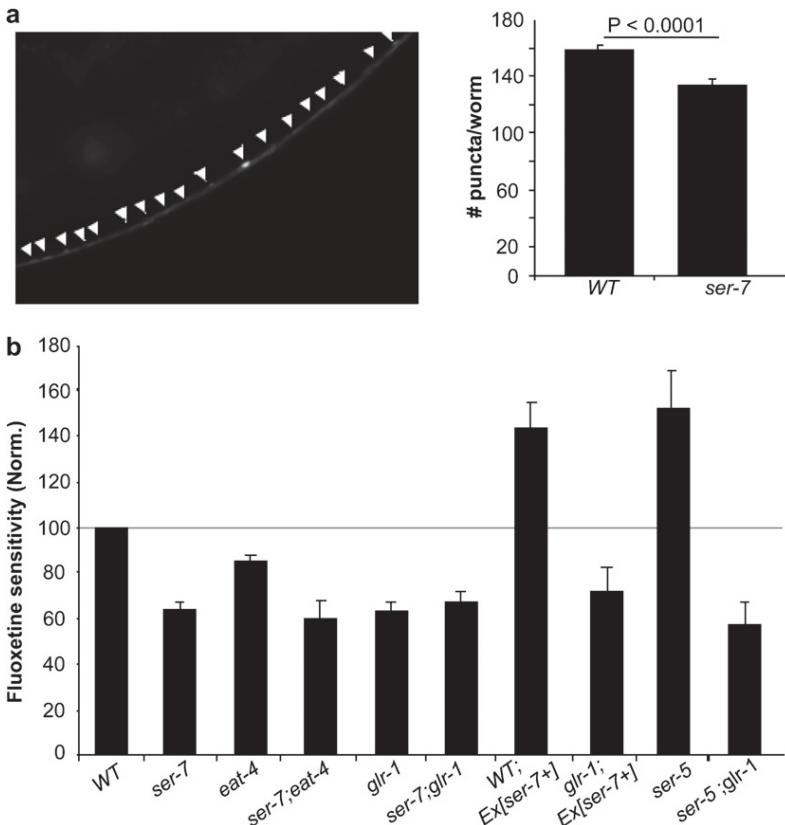 a
P < 0.0001
# puncta/worm
180
140
100
60
20
0
WT
ser-7
b
Fluoxetine sensitivity (Norm.)
180
160
140
120
100
80
60
40
20
0
WT
ser-7
eat-4
ser-7;eat-4
glr-1
ser-7;glr-1
WT;
Ex[ser-7+]
glr-1;
Ex[ser-7+]
ser-5
ser-5 ;glr-1